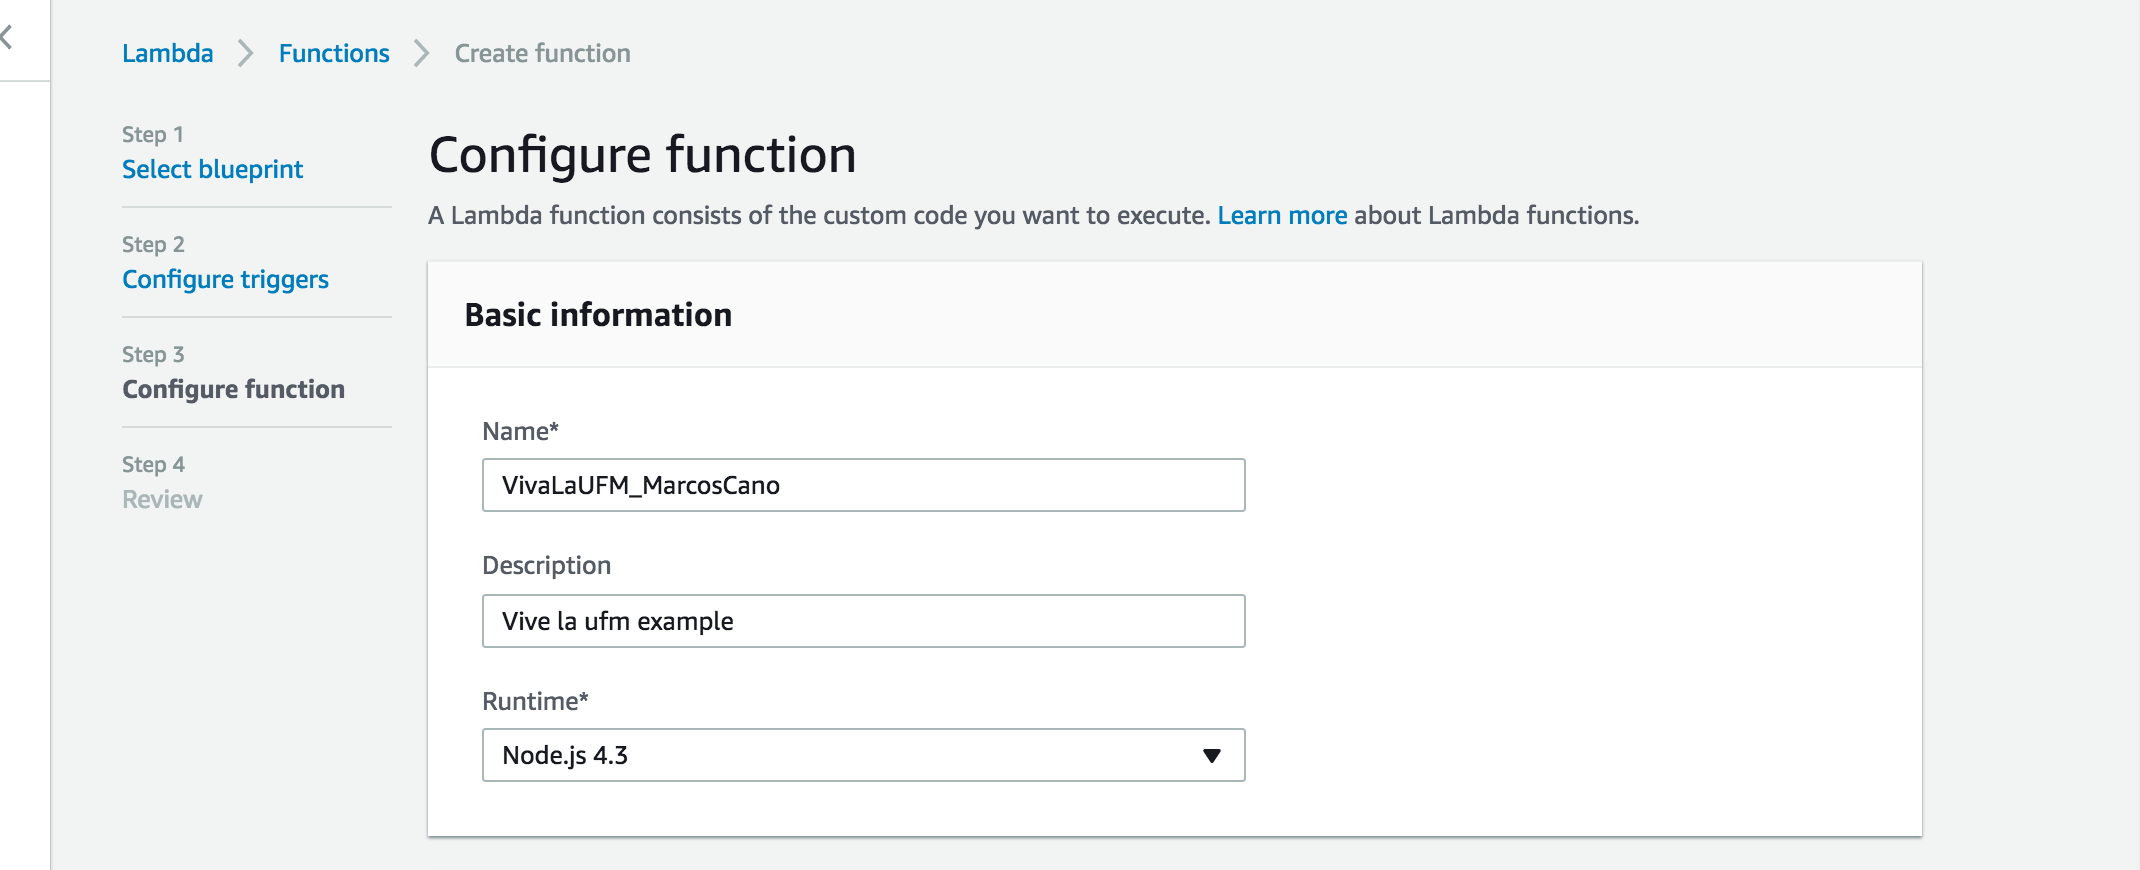 Lambda > Functions > Create function
Step 1
Select blueprint
Step 2
Configure triggers
Step 3
Configure function
Step 4
Review
Configure function
A Lambda function consists of the custom code you want to execute. Learn more about Lambda functions.
Basic information
Name*
VivaLaUFM_MarcosCano
Description
Vive la ufm example
Runtime*
Node.js 4.3